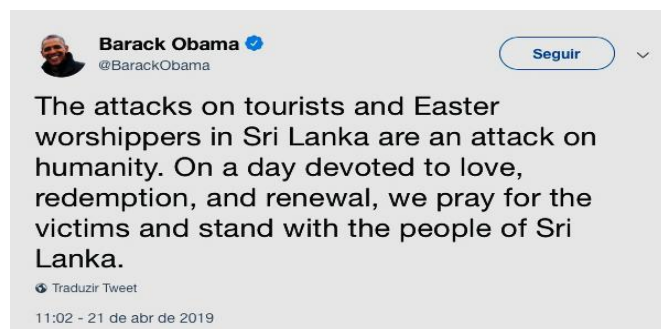 Barack Obama
@BarackObama
Seguir
The attacks on tourists and Easter
worshippers in Sri Lanka are an attack on
humanity. On a day devoted to love,
redemption, and renewal, we pray for the
victims and stand with the people of Sri
Lanka.
Traduzir Tweet
11:02 - 21 de abr de 2019